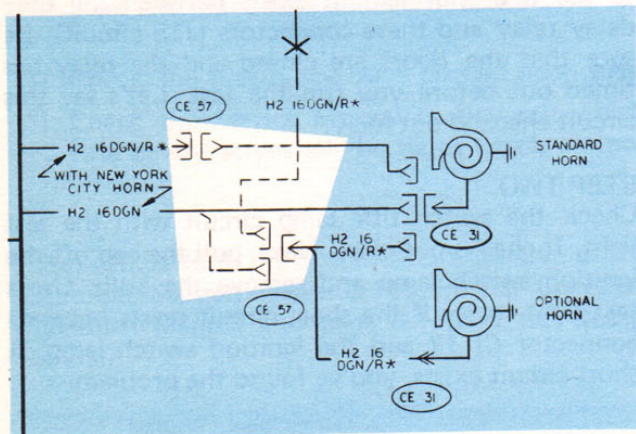 CE 57
H2 16DGN/R*
H2 16DGN/R*
STANDARD
HORN
WITH NEW YORK
CITY HORN
H2 16DGN
CE 31
H2 16
DGN/R*
CE 57
OPTIONAL
HORN
H2 16
DGN/R*
CE 31